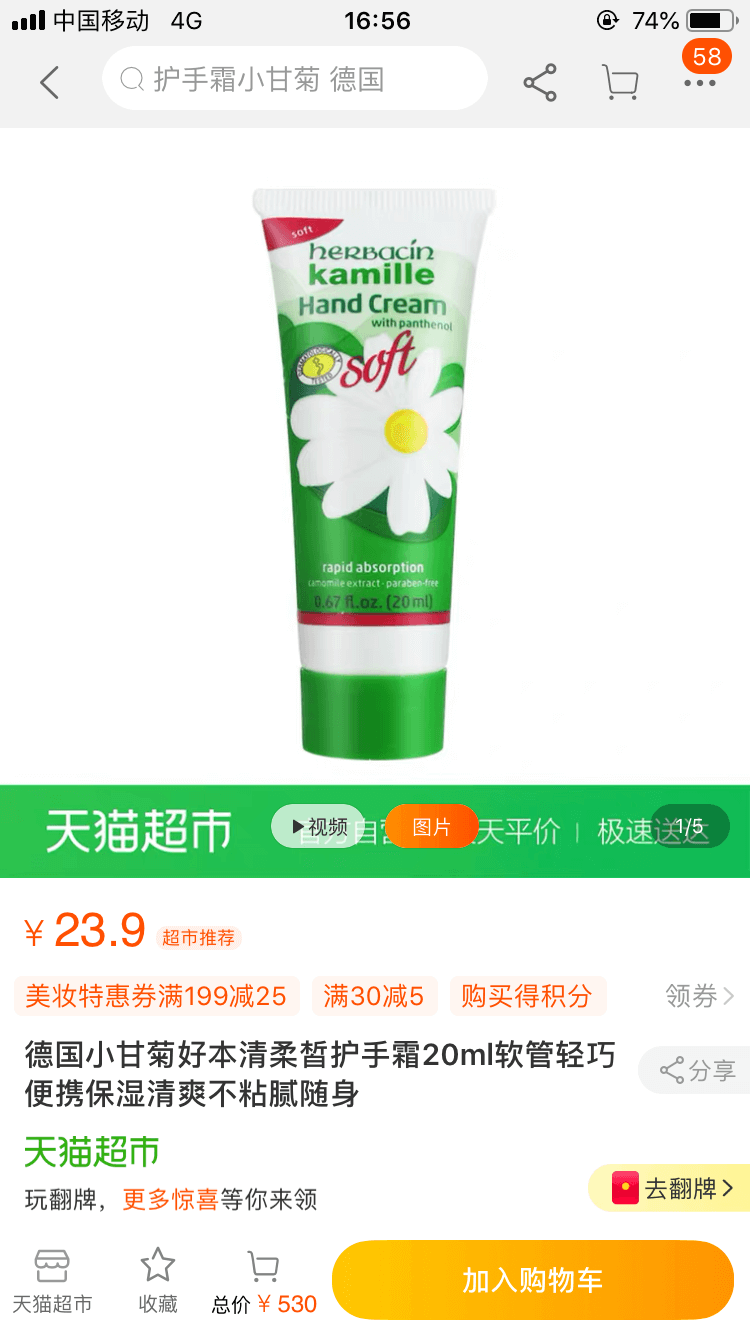 中国移动 4G 16:56 74%
护手霜小甘菊 德国
58
soft
herbacin
kamille
Hand Cream
with panthenol
DERMATOLOGICALLY TESTED
soft
rapid absorption
camomile extract · paraben-free
0.67 fl.oz. (20 ml)
天猫超市 视频 图片 天平价 极速送达 1/5
¥ 23.9 超市推荐
美妆特惠券满199减25 满30减5 购买得积分 领券
德国小甘菊好本清柔皙护手霜20ml软管轻巧
便携保湿清爽不粘腻随身
分享
天猫超市
玩翻牌，更多惊喜等你来领
去翻牌
天猫超市 收藏 总价 ¥ 530 加入购物车